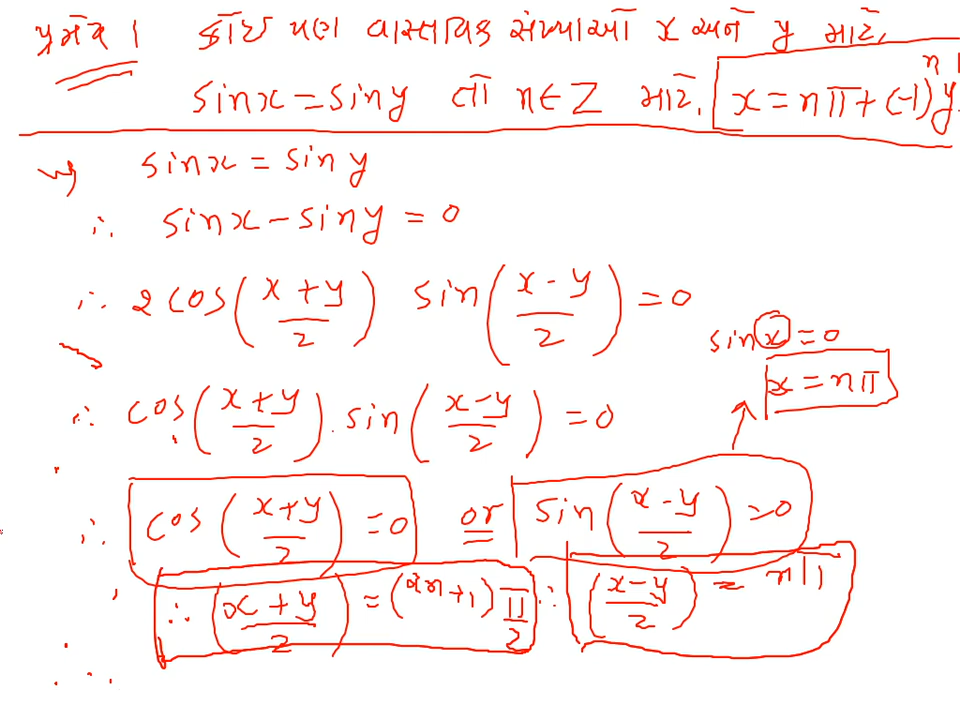 પ્રમેય 1 કોઈ પણ વાસ્તવિક સંખ્યાઓ x અને y માટે,
sinx = siny તો n∈Z માટે, x = nπ + (-1)ⁿy
sinx = siny
∴ sinx - siny = 0
∴ 2 cos((x+y)/2) sin((x-y)/2) = 0
sinx = 0
x = nπ
∴ cos((x+y)/2) . sin((x-y)/2) = 0
∴ cos((x+y)/2) = 0 or sin((x-y)/2) = 0
∴ ((x+y)/2) = (2n+1)π/2 ∴ ((x-y)/2) = nπ
∴